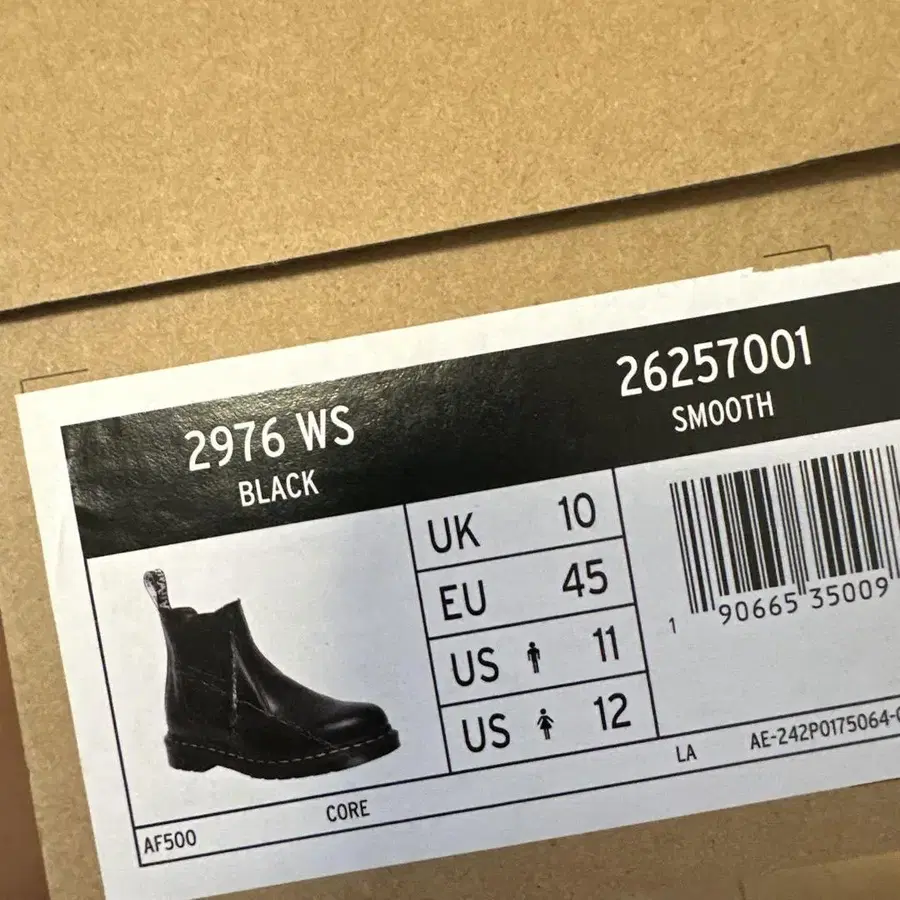 2976 WS
BLACK
26257001
SMOOTH
UK 10
EU 45
US 11
US 12
1 90665 35009
AF500
CORE
LA
AE-242P0175064-